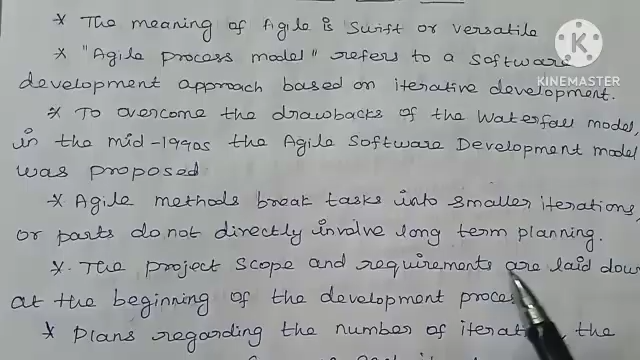 * The meaning of Agile is swift or versatile
* "Agile process model" refers to a software
development approach based on iterative development.
* To overcome the drawbacks of the Waterfall model,
in the mid-1990s the Agile Software Development model
was proposed
* Agile methods break tasks into smaller iterations,
or parts do not directly involve long term planning.
* The project scope and requirements are laid down
at the beginning of the development process
* Plans regarding the number of iteration, the
K
KINEMASTER